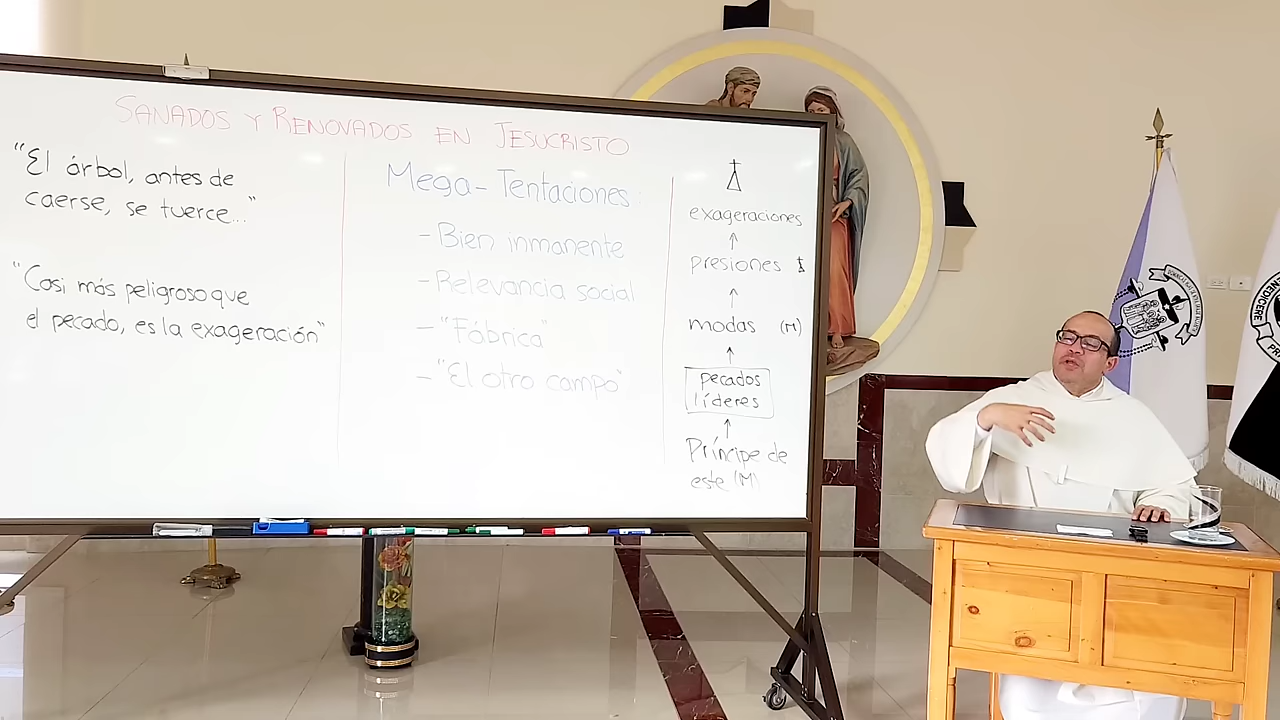 SANADOS Y RENOVADOS EN JESUCRISTO
"El árbol, antes de
caerse, se tuerce..."
"Casi más peligroso que
el pecado, es la exageración"
Mega-Tentaciones:
- Bien inmanente
- Relevancia social
- "Fábrica"
- "El otro campo"
exageraciones
↑
presiones
↑
modas (M)
↑
pecados
líderes
↑
Príncipe de
este (M)